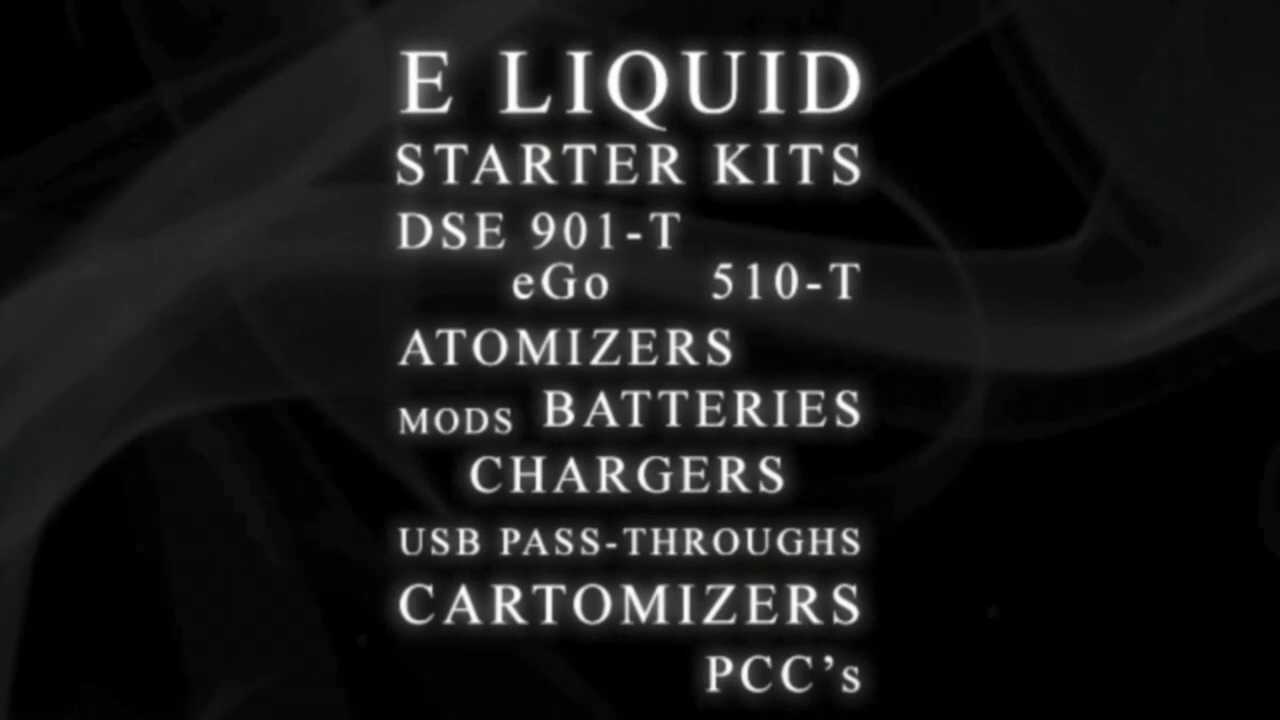 E LIQUID
STARTER KITS
DSE 901-T
eGo 510-T
ATOMIZERS
MODS BATTERIES
CHARGERS
USB PASS-THROUGHS
CARTOMIZERS
PCC's